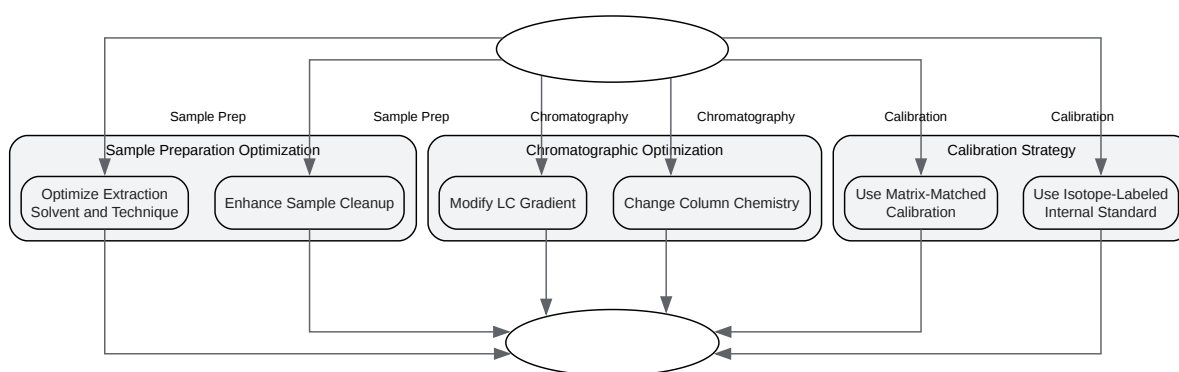 Sample Prep
Sample Prep
Chromatography
Chromatography
Calibration
Calibration
Sample Preparation Optimization
Chromatographic Optimization
Calibration Strategy
Optimize Extraction
Solvent and Technique
Enhance Sample Cleanup
Modify LC Gradient
Change Column Chemistry
Use Matrix-Matched
Calibration
Use Isotope-Labeled
Internal Standard